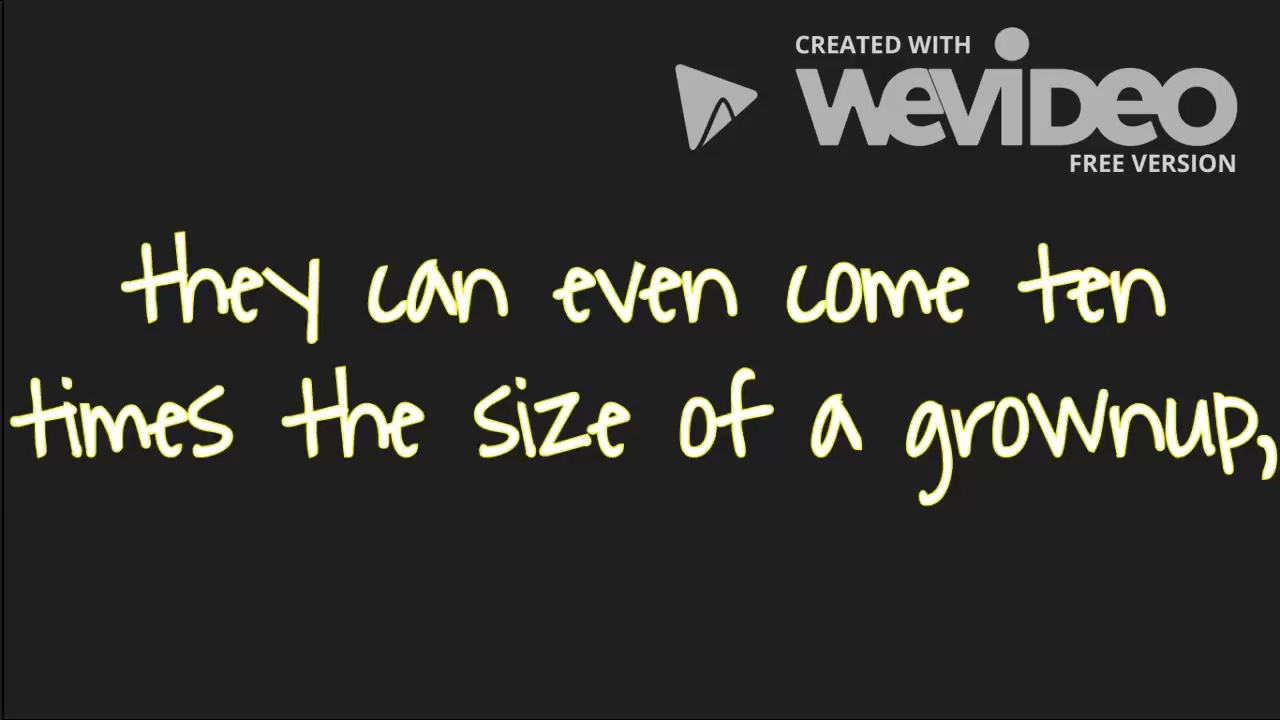 CREATED WITH
WEVIDEO
FREE VERSION
they can even come ten
times the size of a grownup,